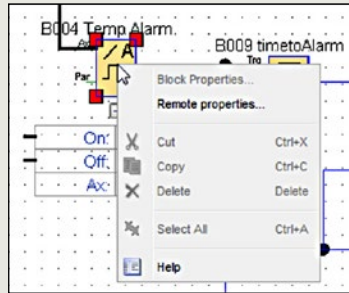 B004 Temp Alarm.
Ax
A
B009 timetoAlarm
Trg
Par
Block Properties...
Remote properties...
On:
Cut Ctrl+X
Off:
Copy Ctrl+C
Ax:
Delete Delete
Select All Ctrl+A
Help